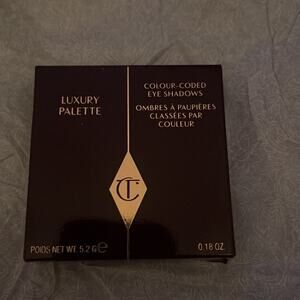 LUXURY
PALETTE
COLOUR-CODED
EYE SHADOWS
OMBRES À PAUPIÈRES
CLASSÉES PAR
COULEUR
CT
POIDS NET WT. 5.2 G℮
0.18 OZ.